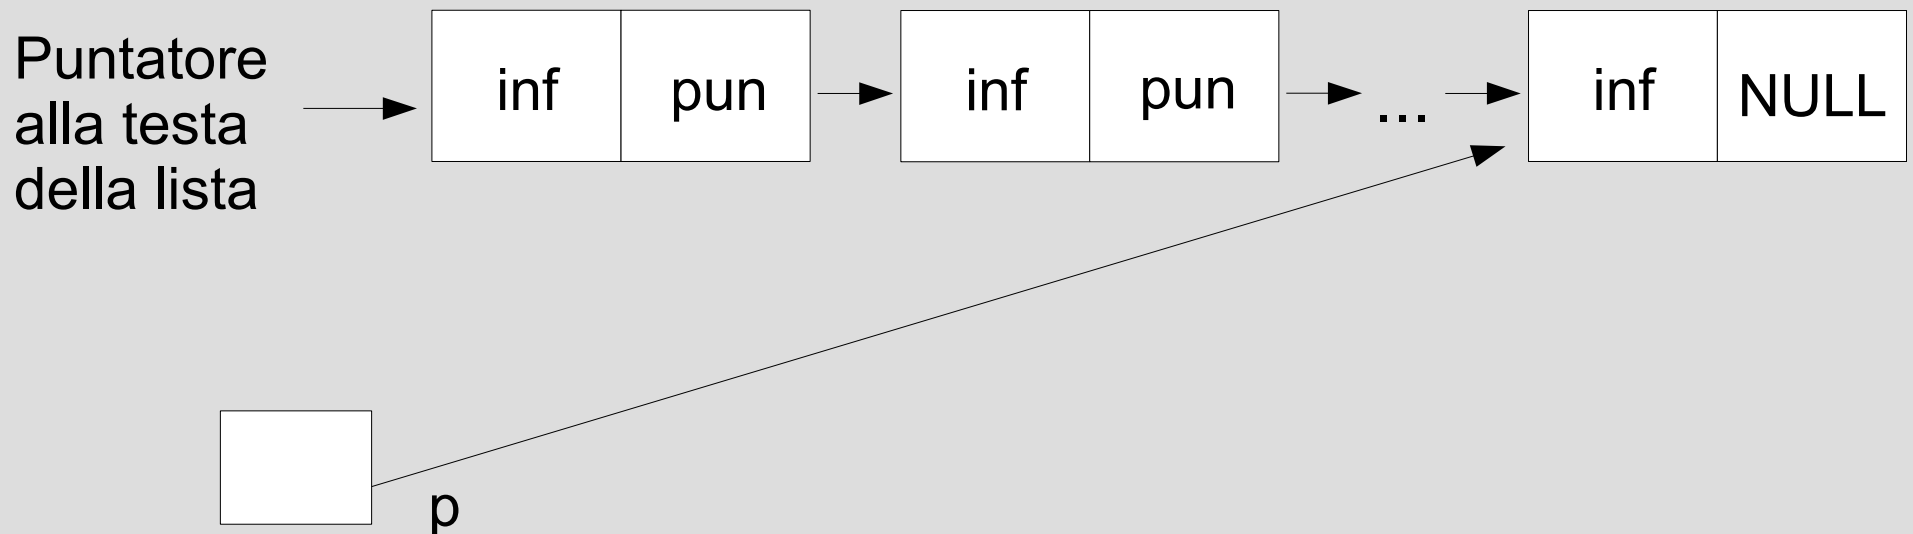 Puntatore
alla testa
della lista
inf pun inf pun ... inf NULL
p